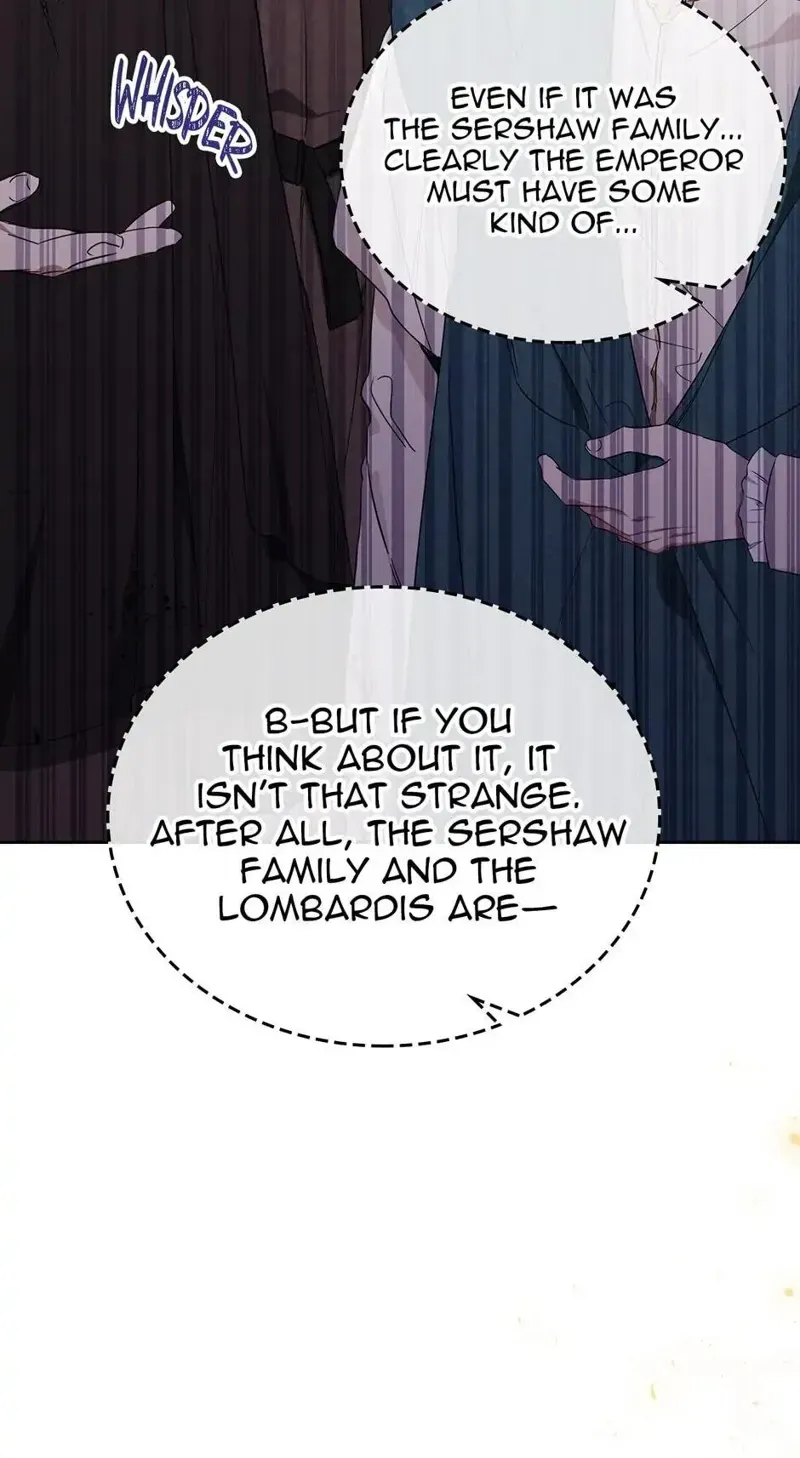 WHISPER
EVEN IF IT WAS
THE SERSHAW FAMILY...
CLEARLY THE EMPEROR
MUST HAVE SOME
KIND OF...
B-BUT IF YOU
THINK ABOUT IT, IT
ISN'T THAT STRANGE.
AFTER ALL, THE SERSHAW
FAMILY AND THE
LOMBARDIS ARE—